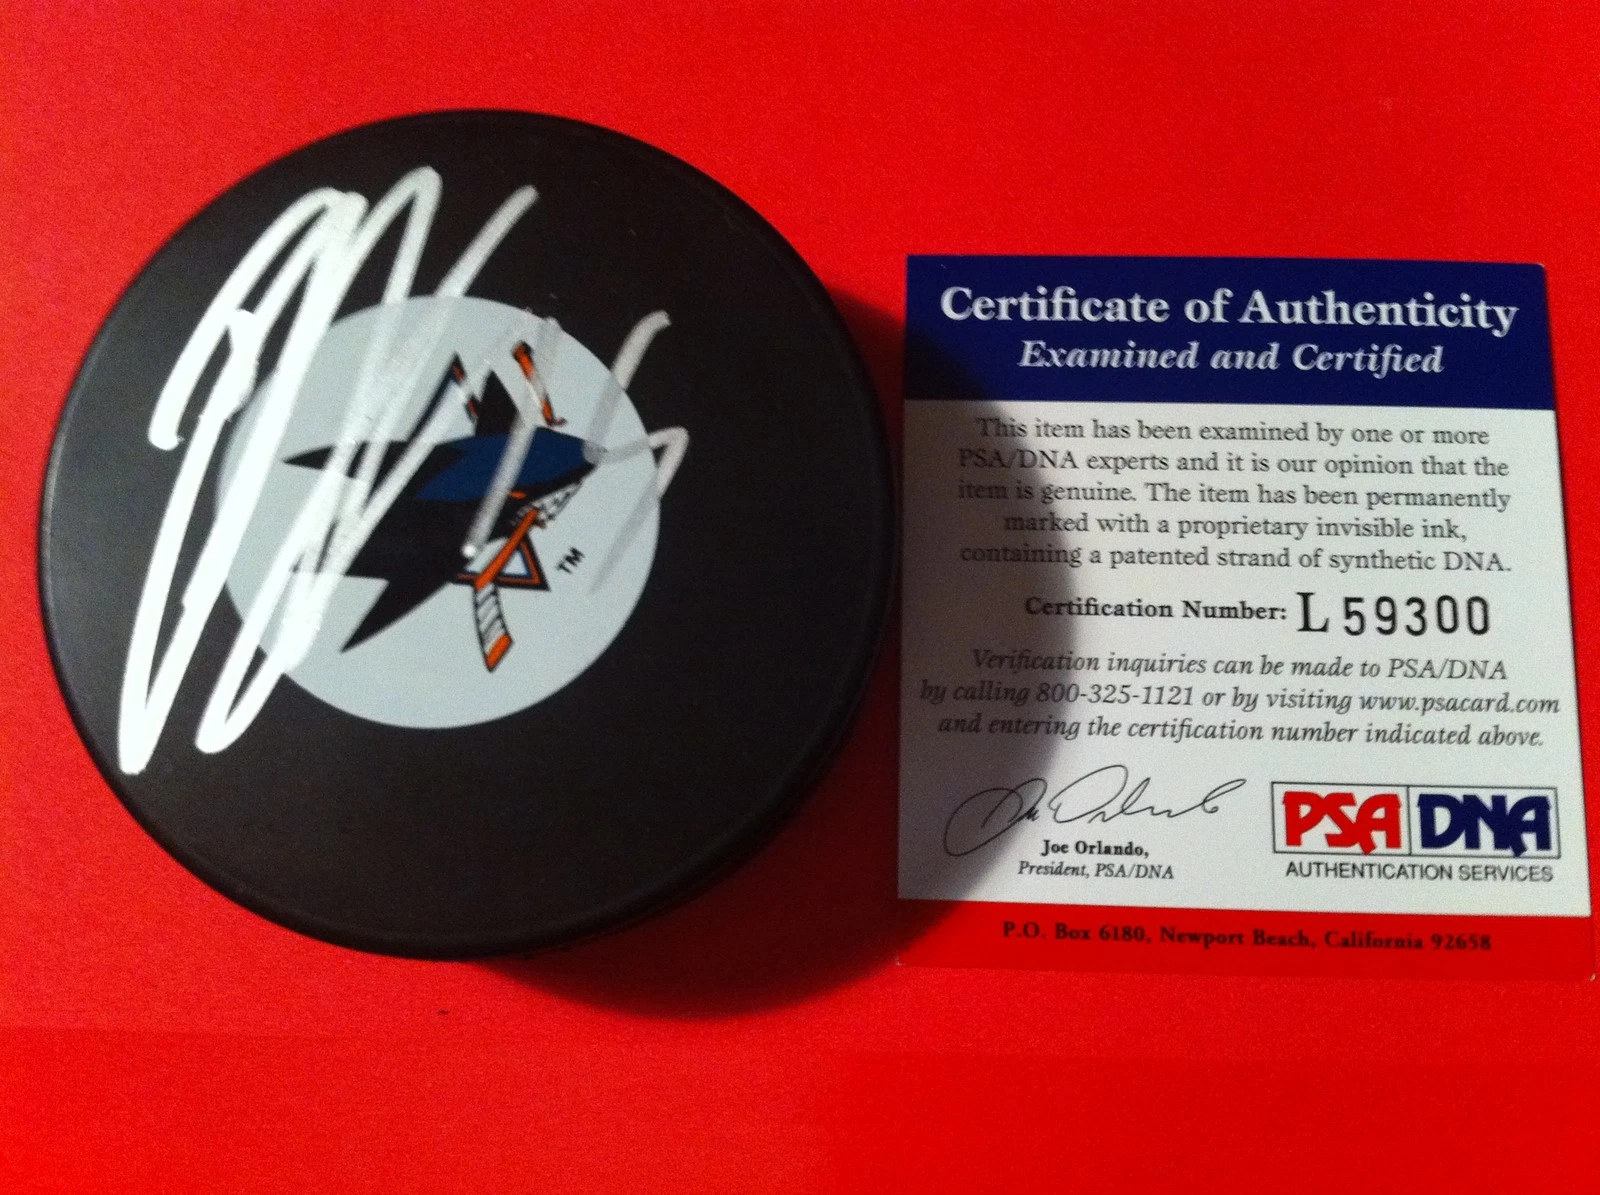 TM
Certificate of Authenticity
Examined and Certified
This item has been examined by one or more
PSA/DNA experts and it is our opinion that the
item is genuine. The item has been permanently
marked with a proprietary invisible ink,
containing a patented strand of synthetic DNA.
Certification Number: L59300
Verification inquiries can be made to PSA/DNA
by calling 800-325-1121 or by visiting www.psacard.com
and entering the certification number indicated above.
Joe Orlando,
President, PSA/DNA
PSA DNA
AUTHENTICATION SERVICES
P.O. Box 6180, Newport Beach, California 92658